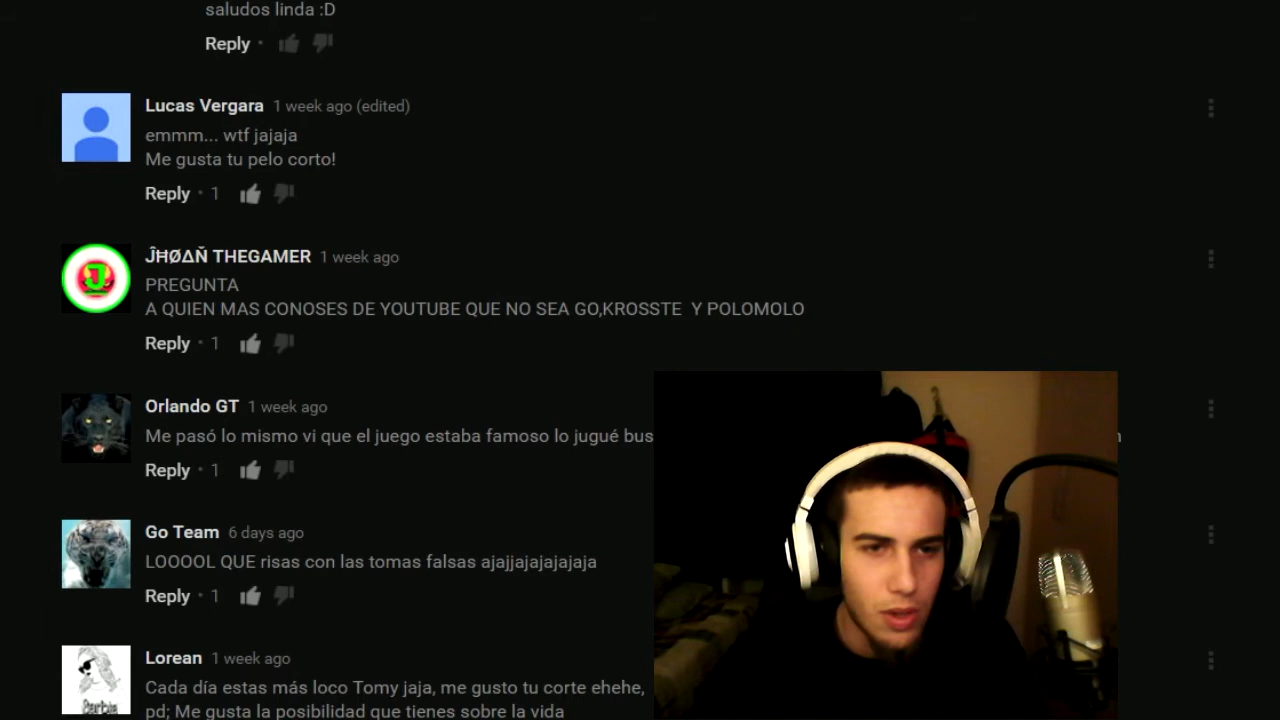 saludos linda :D
Reply •
Lucas Vergara 1 week ago (edited)
emmm... wtf jajaja
Me gusta tu pelo corto!
Reply • 1
ĴĦØΔŇ THEGAMER 1 week ago
PREGUNTA
A QUIEN MAS CONOSES DE YOUTUBE QUE NO SEA GO,KROSSTE Y POLOMOLO
Reply • 1
Orlando GT 1 week ago
Me pasó lo mismo vi que el juego estaba famoso lo jugué bus
Reply • 1
Go Team 6 days ago
LOOOOL QUE risas con las tomas falsas ajajjajajajajaja
Reply • 1
Lorean 1 week ago
Cada día estas más loco Tomy jaja, me gusto tu corte ehehe,
pd; Me gusta la posibilidad que tienes sobre la vida